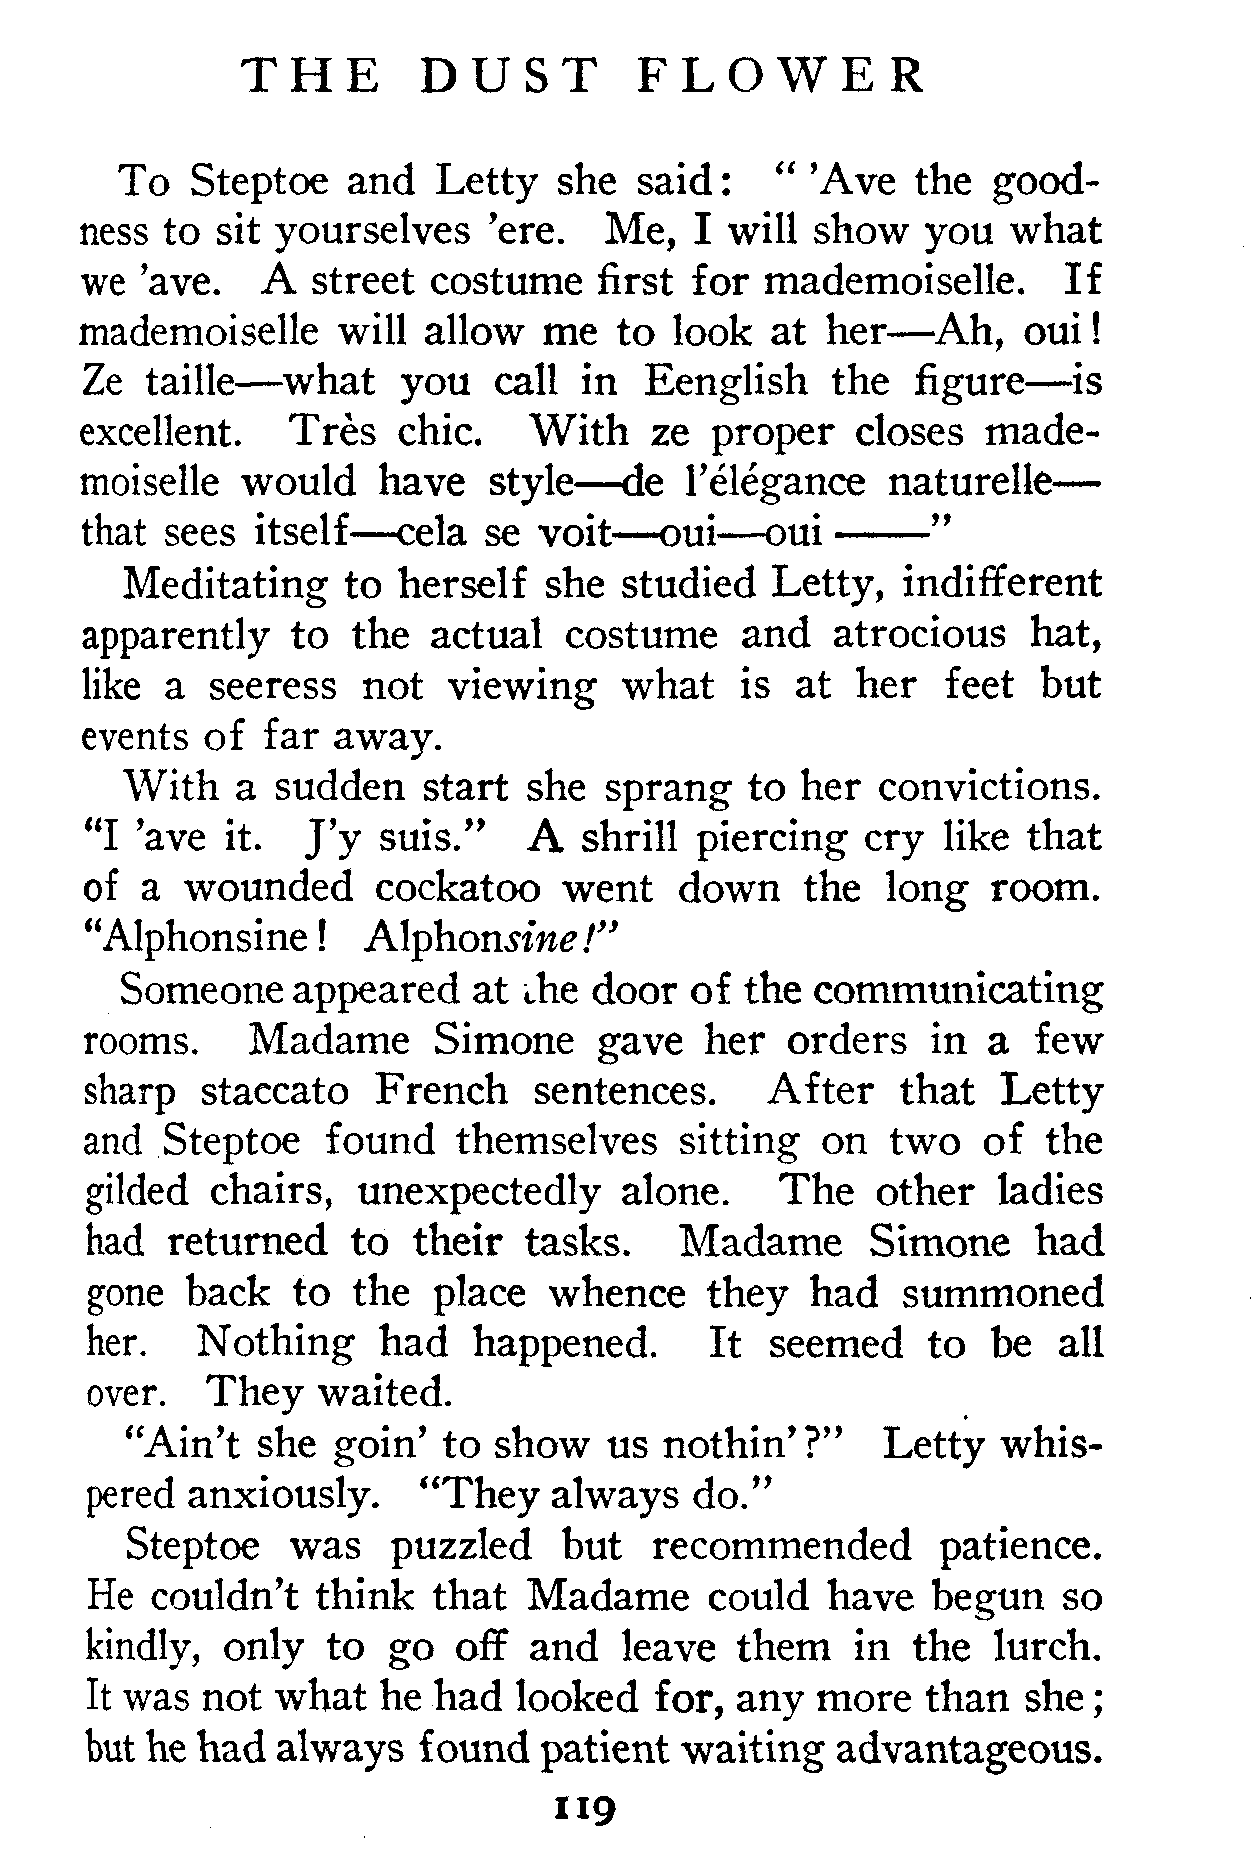 THE DUST FLOWER
To Steptoe and Letty she said: “ ’Ave the good-
ness to sit yourselves ’ere. Me, I will show you what
we ’ave. A street costume first for mademoiselle. If
mademoiselle will allow me to look at her—Ah, oui!
Ze taille—what you call in Eenglish the figure—is
excellent. Très chic. With ze proper closes made-
moiselle would have style—de l’élégance naturelle—
that sees itself—cela se voit—oui—oui ——”
Meditating to herself she studied Letty, indifferent
apparently to the actual costume and atrocious hat,
like a seeress not viewing what is at her feet but
events of far away.
With a sudden start she sprang to her convictions.
“I ’ave it. J’y suis.” A shrill piercing cry like that
of a wounded cockatoo went down the long room.
“Alphonsine! Alphonsine!”
Someone appeared at the door of the communicating
rooms. Madame Simone gave her orders in a few
sharp staccato French sentences. After that Letty
and Steptoe found themselves sitting on two of the
gilded chairs, unexpectedly alone. The other ladies
had returned to their tasks. Madame Simone had
gone back to the place whence they had summoned
her. Nothing had happened. It seemed to be all
over. They waited.
“Ain’t she goin’ to show us nothin’?” Letty whis-
pered anxiously. “They always do.”
Steptoe was puzzled but recommended patience.
He couldn’t think that Madame could have begun so
kindly, only to go off and leave them in the lurch.
It was not what he had looked for, any more than she;
but he had always found patient waiting advantageous.
119